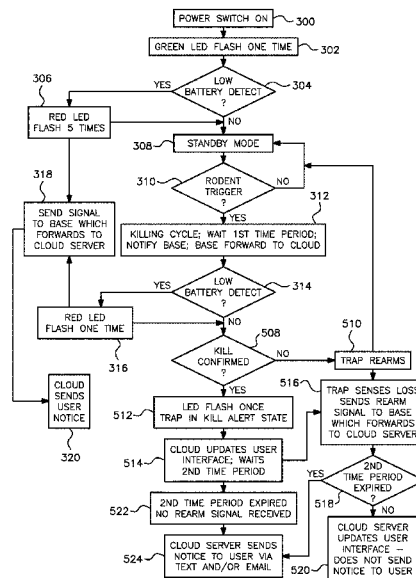 POWER SWITCH ON
300
GREEN LED FLASH ONE TIME
302
306
YES
LOW
BATTERY DETECT
?
304
RED LED
FLASH 5 TIMES
NO
308
STANDBY MODE
318
310
RODENT
TRIGGER
?
NO
312
SEND SIGNAL
TO BASE WHICH
FORWARDS TO
CLOUD SERVER
YES
KILLING CYCLE; WAIT 1ST TIME PERIOD;
NOTIFY BASE; BASE FORWARD TO CLOUD
YES
LOW
BATTERY DETECT
?
314
RED LED
FLASH ONE TIME
316
NO
508
KILL
CONFIRMED
?
NO
510
TRAP REARMS
CLOUD
SENDS
USER
NOTICE
320
YES
512
LED FLASH ONCE
TRAP IN KILL ALERT STATE
516
TRAP SENSES LOSS
SENDS REARM
SIGNAL TO BASE
WHICH FORWARDS
TO CLOUD SERVER
514
CLOUD UPDATES USER
INTERFACE; WAITS
2ND TIME PERIOD
YES
2ND
TIME PERIOD
EXPIRED
?
518
522
2ND TIME PERIOD EXPIRED
NO REARM SIGNAL RECEIVED
NO
524
CLOUD SERVER SENDS
NOTICE TO USER VIA
TEXT AND/OR EMAIL
520
CLOUD SERVER
UPDATES USER
INTERFACE –
DOES NOT SEND
NOTICE TO USER